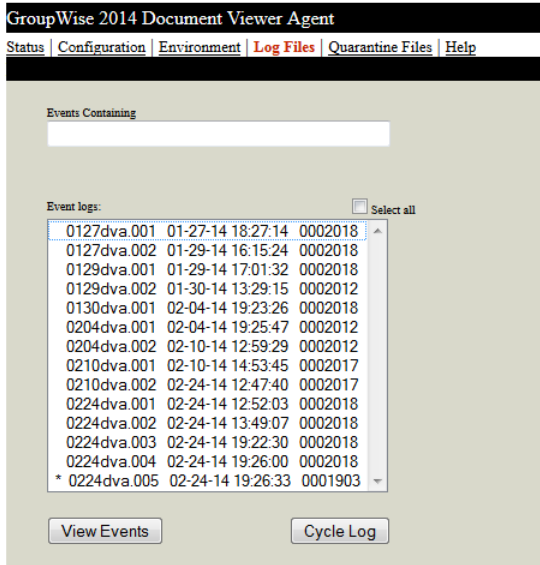 GroupWise 2014 Document Viewer Agent
Status | Configuration | Environment | Log Files | Quarantine Files | Help
Events Containing
Event logs: Select all
0127dva.001 01-27-14 18:27:14 0002018
0127dva.002 01-29-14 16:15:24 0002018
0129dva.001 01-29-14 17:01:32 0002018
0129dva.002 01-30-14 13:29:15 0002012
0130dva.001 02-04-14 19:23:26 0002018
0204dva.001 02-04-14 19:25:47 0002012
0204dva.002 02-10-14 12:59:29 0002012
0210dva.001 02-10-14 14:53:45 0002017
0210dva.002 02-24-14 12:47:40 0002017
0224dva.001 02-24-14 12:52:03 0002018
0224dva.002 02-24-14 13:49:07 0002018
0224dva.003 02-24-14 19:22:30 0002018
0224dva.004 02-24-14 19:26:00 0002018
* 0224dva.005 02-24-14 19:26:33 0001903
View Events Cycle Log